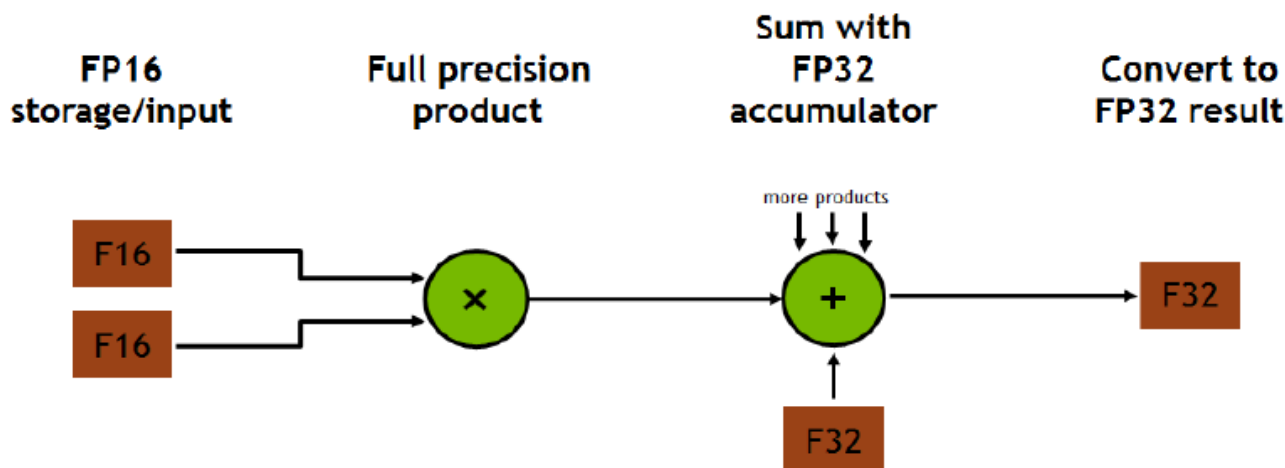 FP16
storage/input
Full precision
product
Sum with
FP32
accumulator
Convert to
FP32 result
more products
F16
F16
×
+
F32
F32